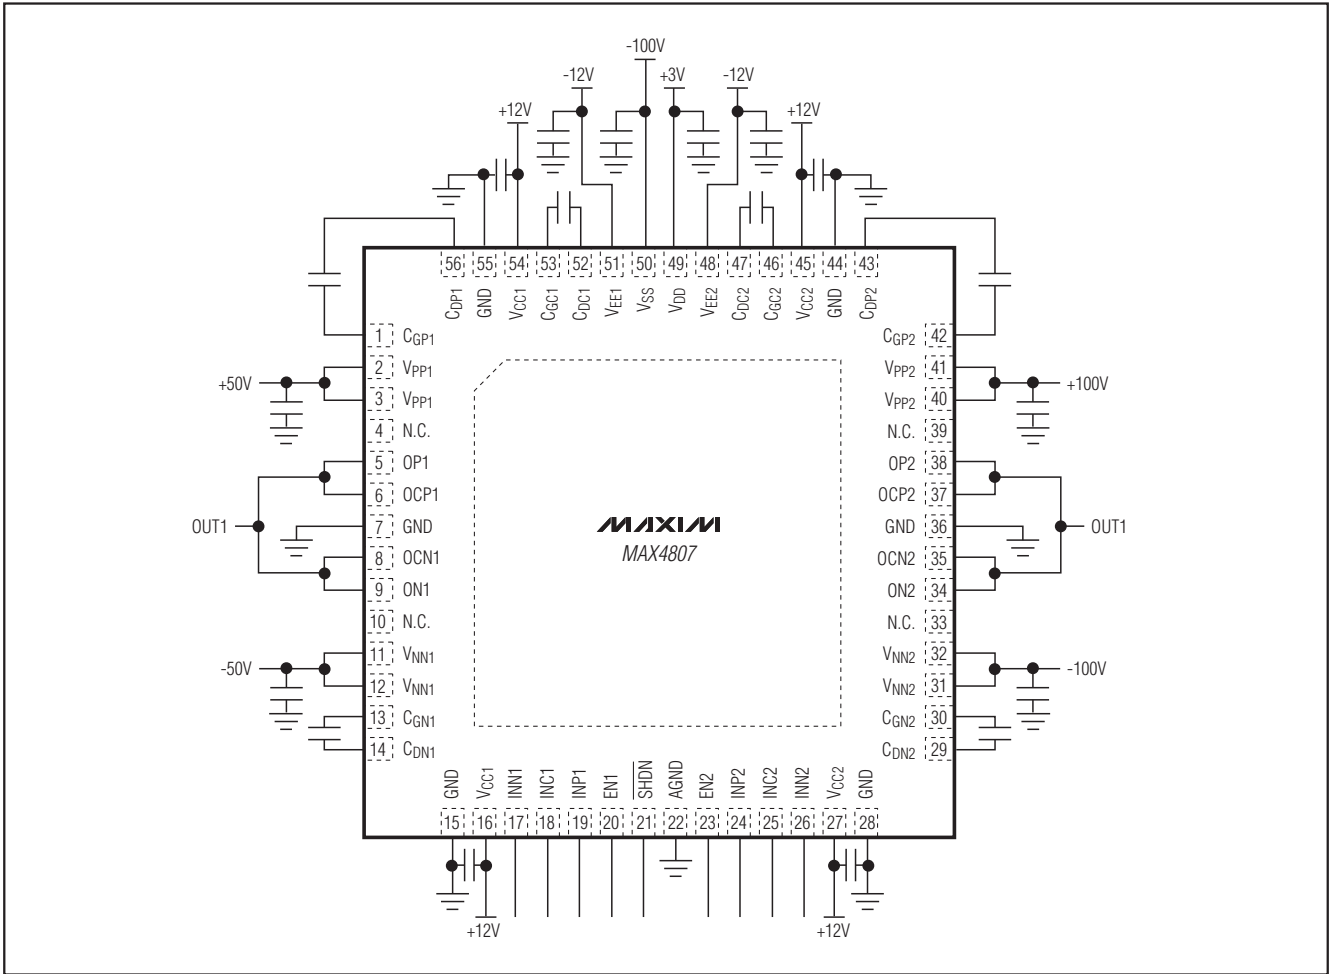 -100V
-12V
+3V
-12V
+12V
+12V
56 55 54 53 52 51 50 49 48 47 46 45 44 43
CDP1 GND VCC1 CGC1 CDC1 VEE1 VSS VDD VEE2 CDC2 CGC2 VCC2 GND CDP2
1 CGP1 CGP2 42
2 VPP1 VPP2 41
+50V +100V
3 VPP1 VPP2 40
4 N.C. N.C. 39
5 OP1 OP2 38
6 OCP1 OCP2 37
OUT1 7 GND GND 36 OUT1
MAXIM
MAX4807
8 OCN1 OCN2 35
9 ON1 ON2 34
10 N.C. N.C. 33
11 VNN1 VNN2 32
-50V -100V
12 VNN1 VNN2 31
13 CGN1 CGN2 30
14 CDN1 CDN2 29
GND VCC1 INN1 INC1 INP1 EN1 SHDN AGND EN2 INP2 INC2 INN2 VCC2 GND
15 16 17 18 19 20 21 22 23 24 25 26 27 28
+12V +12V